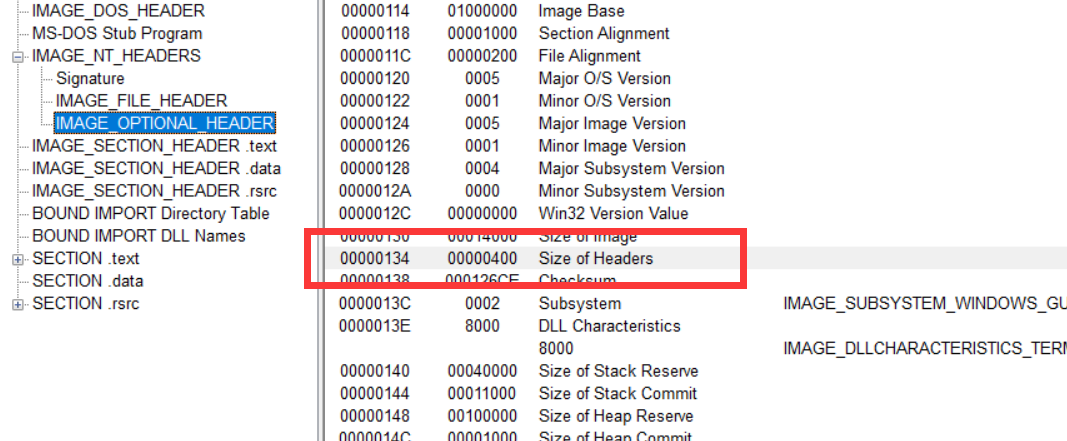 IMAGE_DOS_HEADER
MS-DOS Stub Program
IMAGE_NT_HEADERS
Signature
IMAGE_FILE_HEADER
IMAGE_OPTIONAL_HEADER
IMAGE_SECTION_HEADER .text
IMAGE_SECTION_HEADER .data
IMAGE_SECTION_HEADER .rsrc
BOUND IMPORT Directory Table
BOUND IMPORT DLL Names
SECTION .text
SECTION .data
SECTION .rsrc
00000114 01000000 Image Base
00000118 00001000 Section Alignment
0000011C 00000200 File Alignment
00000120 0005 Major O/S Version
00000122 0001 Minor O/S Version
00000124 0005 Major Image Version
00000126 0001 Minor Image Version
00000128 0004 Major Subsystem Version
0000012A 0000 Minor Subsystem Version
0000012C 00000000 Win32 Version Value
00000130 00014000 Size of Image
00000134 00000400 Size of Headers
00000138 000126CE Checksum
0000013C 0002 Subsystem IMAGE_SUBSYSTEM_WINDOWS_GU
0000013E 8000 DLL Characteristics
8000 IMAGE_DLLCHARACTERISTICS_TERM
00000140 00040000 Size of Stack Reserve
00000144 00011000 Size of Stack Commit
00000148 00100000 Size of Heap Reserve
0000014C 00001000 Size of Heap Commit